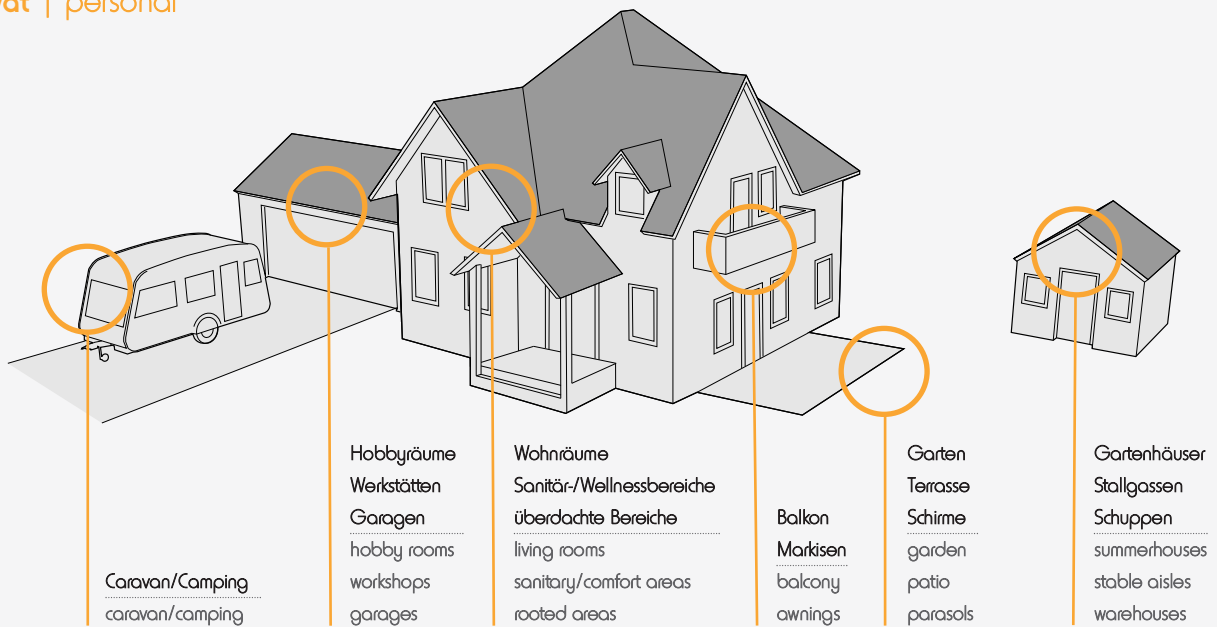 personal
Caravan/Camping
caravan/camping
Hobbyräume
Werkstätten
Garagen
hobby rooms
workshops
garages
Wohnräume
Sanitär-/Wellnessbereiche
überdachte Bereiche
living rooms
sanitary/comfort areas
rooted areas
Balkon
Markisen
balcony
awnings
Garten
Terrasse
Schirme
garden
patio
parasols
Gartenhäuser
Stallgassen
Schuppen
summerhouses
stable aisles
warehouses